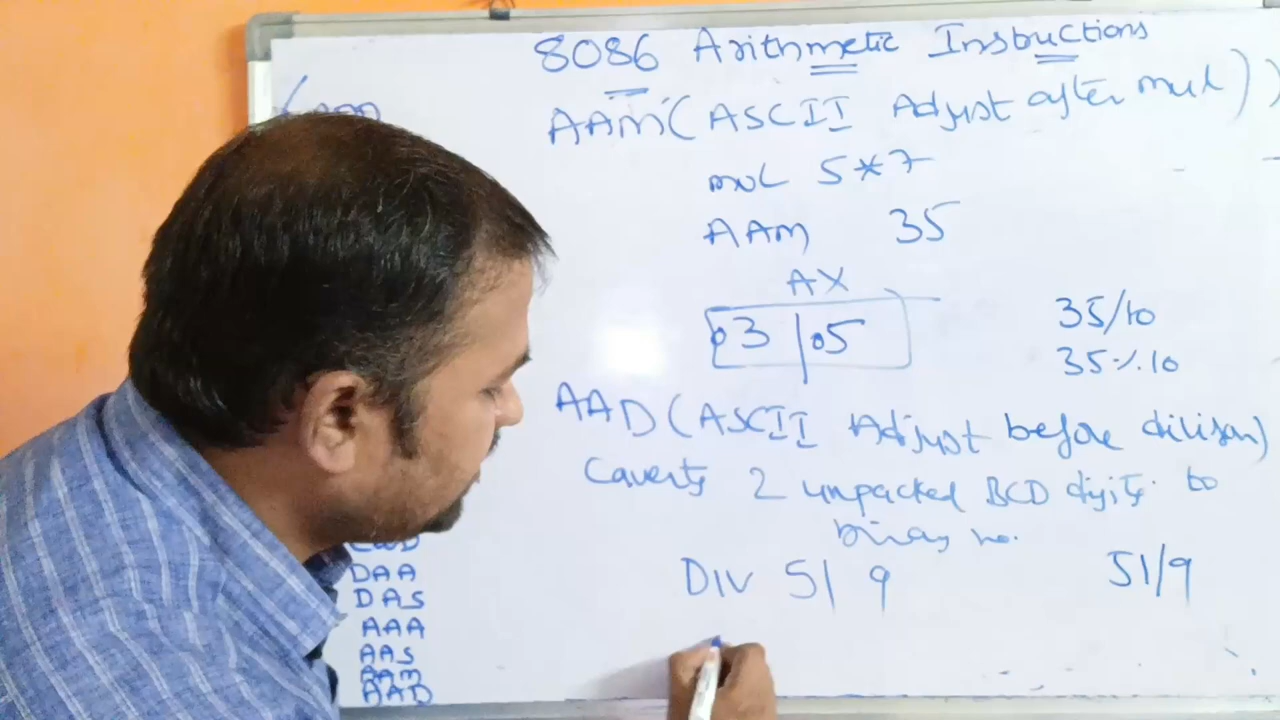 8086 Arithmetic Instructions
AAM (ASCII Adjust after mul))
mul 5*7
AAM 35
AX
03 | 05
35/10
35%10
AAD (ASCII Adjust before division)
Converts 2 unpacked BCD digits to
binary no.
DIV 51 9
51/9
CWD
DAA
DAS
AAA
AAS
AAM
AAD